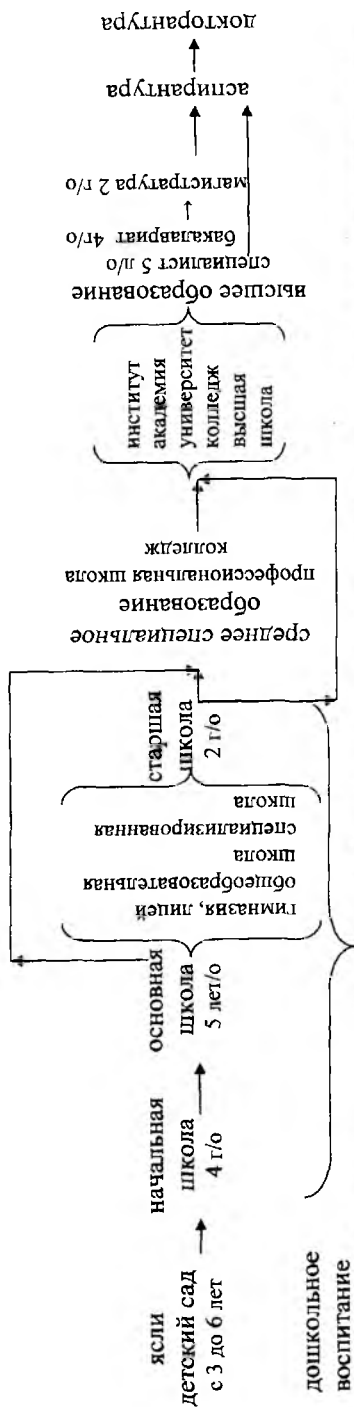 ясли
детский сад
с 3 до 6 лет
дошкольное
воспитание
начальная
школа
4 г/о
основная
школа
5 лет/о
гимназия, лицей
общеобразовательная
школа
специализированная
школа
старшая
школа
2 г/о
среднее специальное
образование
профессиональная школа
колледж
институт
академия
университет
колледж
высшая
школа
высшее образование
специалист 5 л/о
бакалавриат 4г/о
магистратура 2 г/о
аспирантура
докторантура